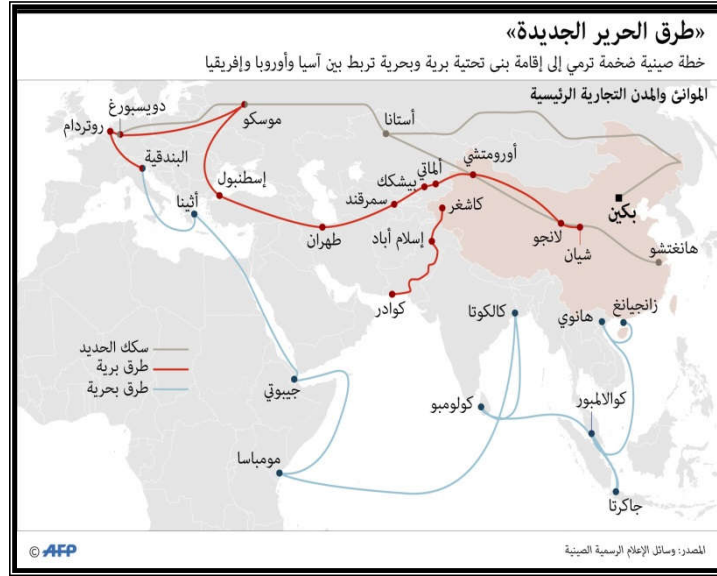 «طرق الحرير الجديدة»
خطة صينية ضخمة ترمي إلى إقامة بنى تحتية برية وبحرية تربط بين آسيا وأوروبا وإفريقيا
الموانئ والمدن التجارية الرئيسية
دويسبورغ
روتردام
موسكو
أستانا
البندقية
أورومتشي
ألماتي
بيشكك
إسطنبول
سمرقند
كاشغر
أثينا
بكين
طهران
إسلام أباد
لانجو
شيان
هانغتشو
كوادر
كالكوتا
هانوي
زانجيانغ
سكك الحديد
طرق برية
طرق بحرية
جيبوتي
كولومبو
كوالالمبور
مومباسا
جاكرتا
المصدر: وسائل الإعلام الرسمية الصينية
© AFP